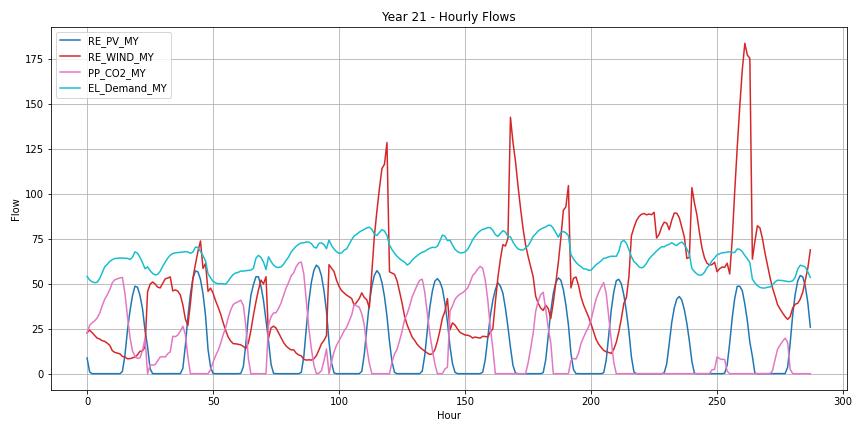 Year 21 - Hourly Flows
RE_PV_MY
RE_WIND_MY
PP_CO2_MY
EL_Demand_MY
Flow
175
150
125
100
75
50
25
0
0 50 100 150 200 250 300
Hour